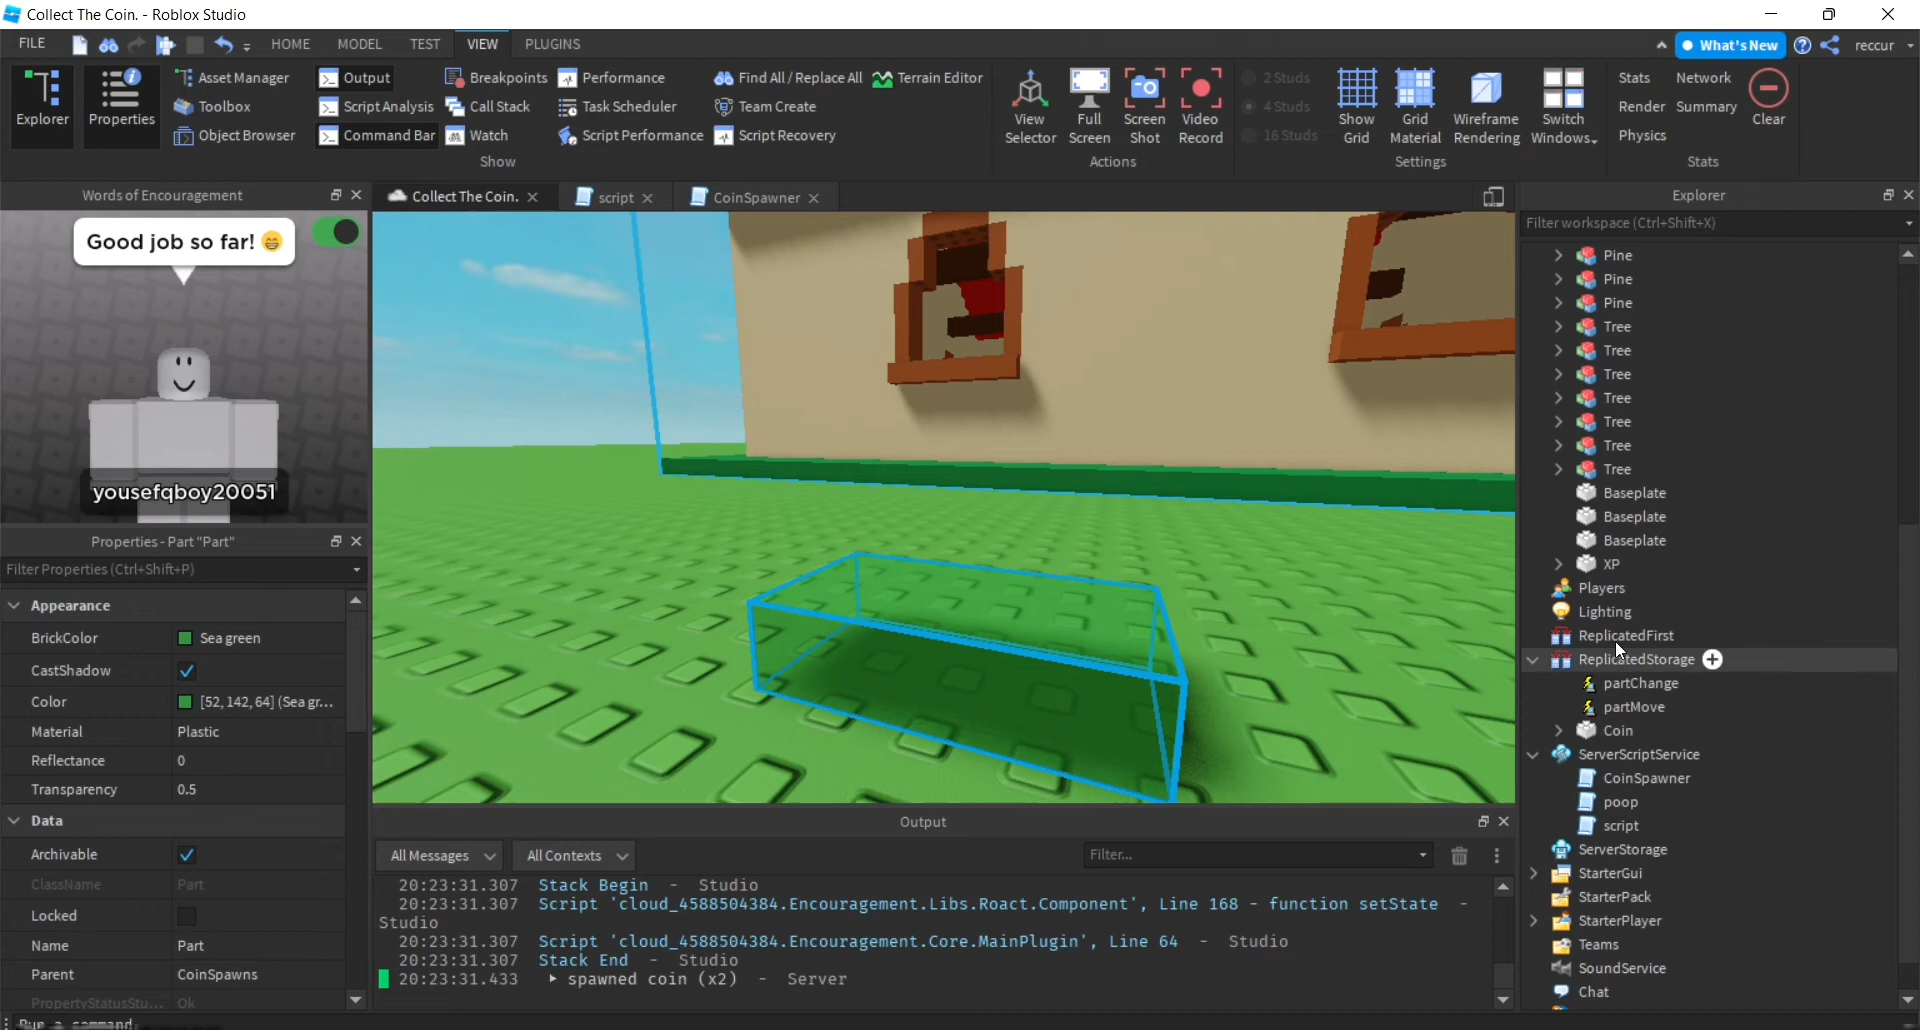 Collect The Coin. - Roblox Studio
FILE HOME MODEL TEST VIEW PLUGINS What's New reccur
Explorer
Properties
Asset Manager
Toolbox
Object Browser
Output
Script Analysis
Command Bar
Breakpoints
Call Stack
Watch
Performance
Task Scheduler
Script Performance
Find All / Replace All
Team Create
Script Recovery
Terrain Editor
Show
View
Selector
Full
Screen
Screen
Shot
Video
Record
Actions
2 Studs
4 Studs
16 Studs
Show
Grid
Grid
Material
Wireframe
Rendering
Switch
Windows
Settings
Stats Network
Render Summary
Physics
Clear
Stats
Words of Encouragement
Good job so far!
yousefqboy20051
Properties - Part "Part"
Filter Properties (Ctrl+Shift+P)
Appearance
BrickColor Sea green
CastShadow
Color [52, 142, 64] (Sea gr...
Material Plastic
Reflectance 0
Transparency 0.5
Data
Archivable
ClassName Part
Locked
Name Part
Parent CoinSpawns
PropertyStatusStu... Ok
Run a command
Collect The Coin. script CoinSpawner
Output
All Messages All Contexts Filter...
20:23:31.307 Stack Begin - Studio
20:23:31.307 Script 'cloud_4588504384.Encouragement.Libs.Roact.Component', Line 168 - function setState -
Studio
20:23:31.307 Script 'cloud_4588504384.Encouragement.Core.MainPlugin', Line 64 - Studio
20:23:31.307 Stack End - Studio
20:23:31.433 spawned coin (x2) - Server
Explorer
Filter workspace (Ctrl+Shift+X)
Pine
Pine
Pine
Tree
Tree
Tree
Tree
Tree
Tree
Tree
Baseplate
Baseplate
Baseplate
XP
Players
Lighting
ReplicatedFirst
ReplicatedStorage
partChange
partMove
Coin
ServerScriptService
CoinSpawner
poop
script
ServerStorage
StarterGui
StarterPack
StarterPlayer
Teams
SoundService
Chat